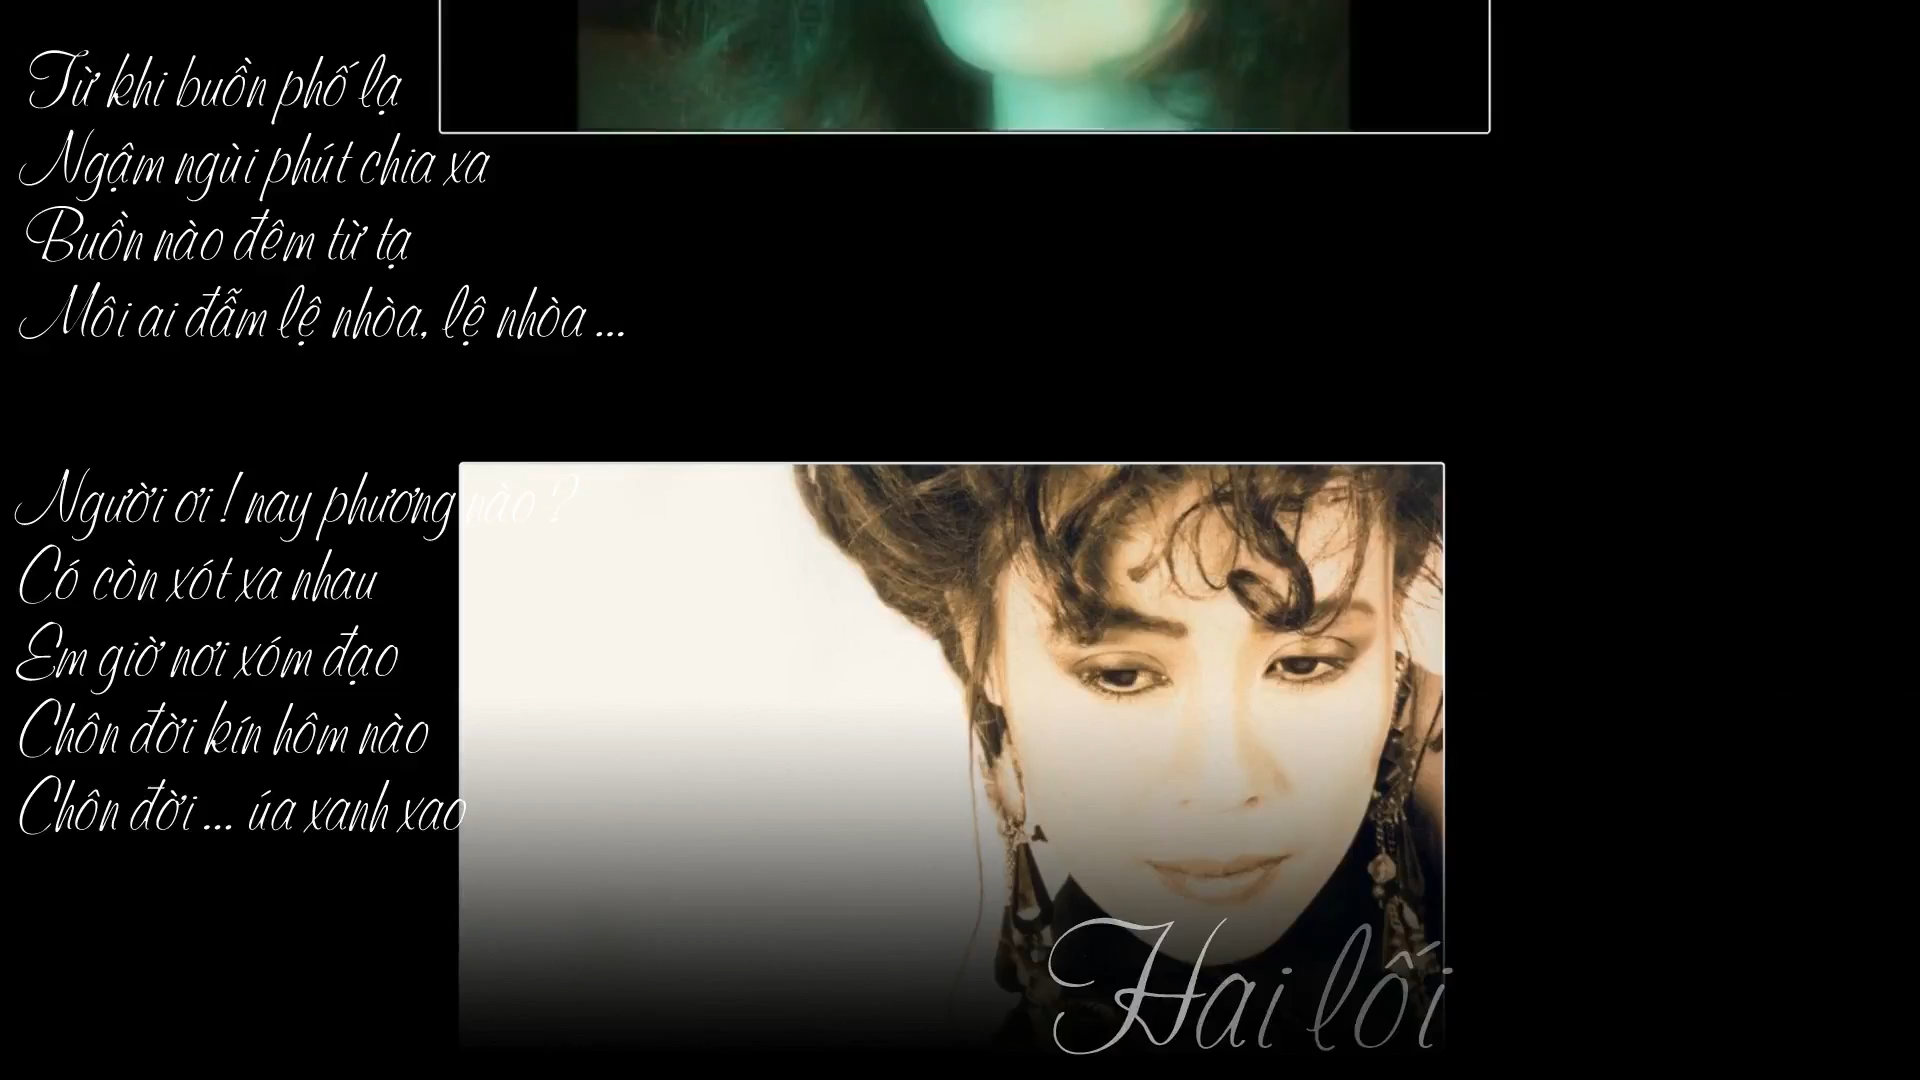 Từ khi buồn phố lạ
Ngậm ngùi phút chia xa
Buồn nào đêm từ tạ
Môi ai đẫm lệ nhòa, lệ nhòa ...
Người ơi ! nay phương nào ?
Có còn xót xa nhau
Em giờ nơi xóm đạo
Chôn đời kín hôm nào
Chôn đời ... úa xanh xao
Hai lối